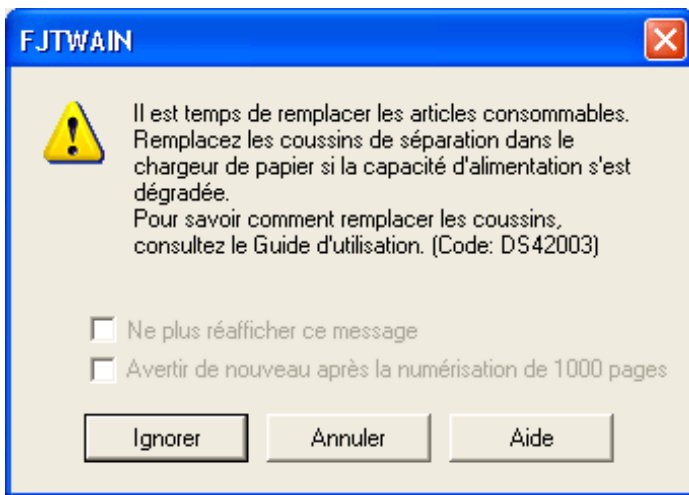 FJTWAIN
Il est temps de remplacer les articles consommables.
Remplacez les coussins de séparation dans le
chargeur de papier si la capacité d'alimentation s'est
dégradée.
Pour savoir comment remplacer les coussins,
consultez le Guide d'utilisation. (Code: DS42003)
Ne plus réafficher ce message
Avertir de nouveau après la numérisation de 1000 pages
Ignorer
Annuler
Aide